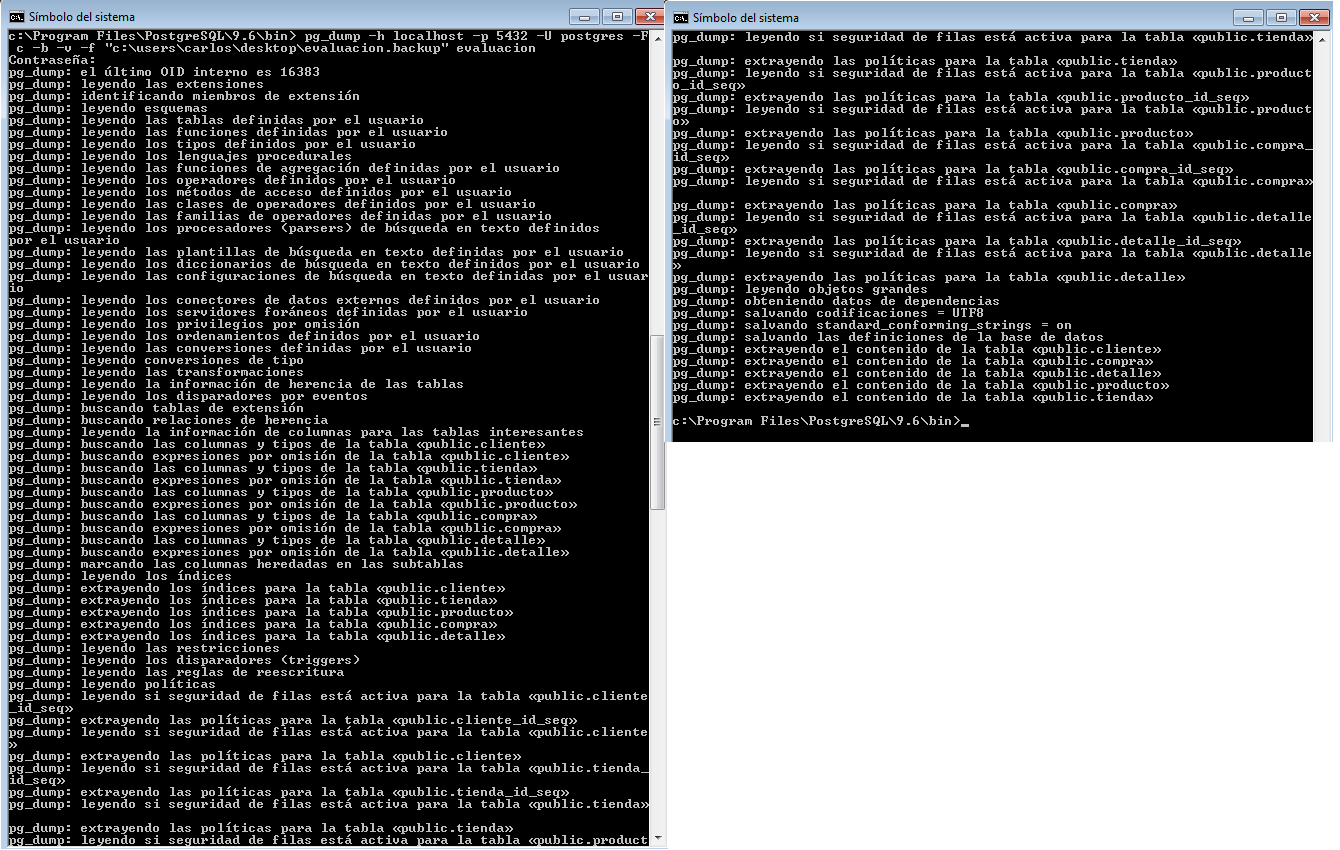 Símbolo del sistema
c:\Program Files\PostgreSQL\9.6\bin> pg_dump -h localhost -p 5432 -U postgres -F
 c -b -v -f "c:\users\carlos\desktop\evaluacion.backup" evaluacion
Contraseña:
pg_dump: el último OID interno es 16383
pg_dump: leyendo las extensiones
pg_dump: identificando miembros de extensión
pg_dump: leyendo esquemas
pg_dump: leyendo las tablas definidas por el usuario
pg_dump: leyendo las funciones definidas por el usuario
pg_dump: leyendo los tipos definidos por el usuario
pg_dump: leyendo los lenguajes procedurales
pg_dump: leyendo las funciones de agregación definidas por el usuario
pg_dump: leyendo los operadores definidos por el usuario
pg_dump: leyendo los métodos de acceso definidos por el usuario
pg_dump: leyendo las clases de operadores definidos por el usuario
pg_dump: leyendo las familias de operadores definidas por el usuario
pg_dump: leyendo los procesadores (parsers) de búsqueda en texto definidos
por el usuario
pg_dump: leyendo las plantillas de búsqueda en texto definidas por el usuario
pg_dump: leyendo los diccionarios de búsqueda en texto definidos por el usuario
pg_dump: leyendo las configuraciones de búsqueda en texto definidas por el usuar
io
pg_dump: leyendo los conectores de datos externos definidos por el usuario
pg_dump: leyendo los servidores foráneos definidas por el usuario
pg_dump: leyendo los privilegios por omisión
pg_dump: leyendo los ordenamientos definidos por el usuario
pg_dump: leyendo las conversiones definidas por el usuario
pg_dump: leyendo conversiones de tipo
pg_dump: leyendo las transformaciones
pg_dump: leyendo la información de herencia de las tablas
pg_dump: leyendo los disparadores por eventos
pg_dump: buscando tablas de extensión
pg_dump: buscando relaciones de herencia
pg_dump: leyendo la información de columnas para las tablas interesantes
pg_dump: buscando las columnas y tipos de la tabla «public.cliente»
pg_dump: buscando expresiones por omisión de la tabla «public.cliente»
pg_dump: buscando las columnas y tipos de la tabla «public.tienda»
pg_dump: buscando expresiones por omisión de la tabla «public.tienda»
pg_dump: buscando las columnas y tipos de la tabla «public.producto»
pg_dump: buscando expresiones por omisión de la tabla «public.producto»
pg_dump: buscando las columnas y tipos de la tabla «public.compra»
pg_dump: buscando expresiones por omisión de la tabla «public.compra»
pg_dump: buscando las columnas y tipos de la tabla «public.detalle»
pg_dump: buscando expresiones por omisión de la tabla «public.detalle»
pg_dump: marcando las columnas heredadas en las subtablas
pg_dump: leyendo los índices
pg_dump: extrayendo los índices para la tabla «public.cliente»
pg_dump: extrayendo los índices para la tabla «public.tienda»
pg_dump: extrayendo los índices para la tabla «public.producto»
pg_dump: extrayendo los índices para la tabla «public.compra»
pg_dump: extrayendo los índices para la tabla «public.detalle»
pg_dump: leyendo las restricciones
pg_dump: leyendo los disparadores (triggers)
pg_dump: leyendo las reglas de reescritura
pg_dump: leyendo políticas
pg_dump: leyendo si seguridad de filas está activa para la tabla «public.cliente
_id_seq»
pg_dump: extrayendo las políticas para la tabla «public.cliente_id_seq»
pg_dump: leyendo si seguridad de filas está activa para la tabla «public.cliente
»
pg_dump: extrayendo las políticas para la tabla «public.cliente»
pg_dump: leyendo si seguridad de filas está activa para la tabla «public.tienda_
id_seq»
pg_dump: extrayendo las políticas para la tabla «public.tienda_id_seq»
pg_dump: leyendo si seguridad de filas está activa para la tabla «public.tienda»
pg_dump: extrayendo las políticas para la tabla «public.tienda»
pg_dump: leyendo si seguridad de filas está activa para la tabla «public.product
Símbolo del sistema
pg_dump: leyendo si seguridad de filas está activa para la tabla «public.tienda»
pg_dump: extrayendo las políticas para la tabla «public.tienda»
pg_dump: leyendo si seguridad de filas está activa para la tabla «public.product
o_id_seq»
pg_dump: extrayendo las políticas para la tabla «public.producto_id_seq»
pg_dump: leyendo si seguridad de filas está activa para la tabla «public.product
o»
pg_dump: extrayendo las políticas para la tabla «public.producto»
pg_dump: leyendo si seguridad de filas está activa para la tabla «public.compra_
id_seq»
pg_dump: extrayendo las políticas para la tabla «public.compra_id_seq»
pg_dump: leyendo si seguridad de filas está activa para la tabla «public.compra»
pg_dump: extrayendo las políticas para la tabla «public.compra»
pg_dump: leyendo si seguridad de filas está activa para la tabla «public.detalle
_id_seq»
pg_dump: extrayendo las políticas para la tabla «public.detalle_id_seq»
pg_dump: leyendo si seguridad de filas está activa para la tabla «public.detalle
»
pg_dump: extrayendo las políticas para la tabla «public.detalle»
pg_dump: leyendo objetos grandes
pg_dump: obteniendo datos de dependencias
pg_dump: salvando codificaciones = UTF8
pg_dump: salvando standard_conforming_strings = on
pg_dump: salvando las definiciones de la base de datos
pg_dump: extrayendo el contenido de la tabla «public.cliente»
pg_dump: extrayendo el contenido de la tabla «public.compra»
pg_dump: extrayendo el contenido de la tabla «public.detalle»
pg_dump: extrayendo el contenido de la tabla «public.producto»
pg_dump: extrayendo el contenido de la tabla «public.tienda»
c:\Program Files\PostgreSQL\9.6\bin>_